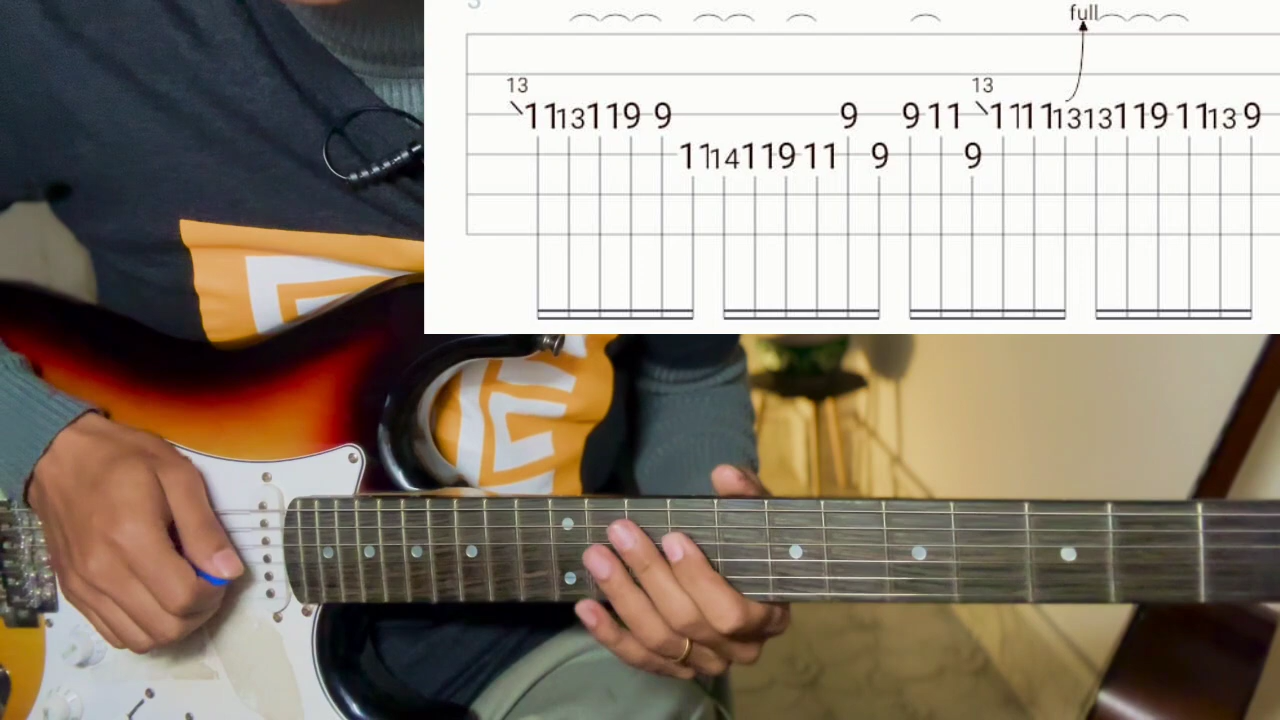 full
13 13
11 13 11 9 9 9 9 11 11 11 13 13 11 9 11 13 9
11 14 11 9 11 9 9